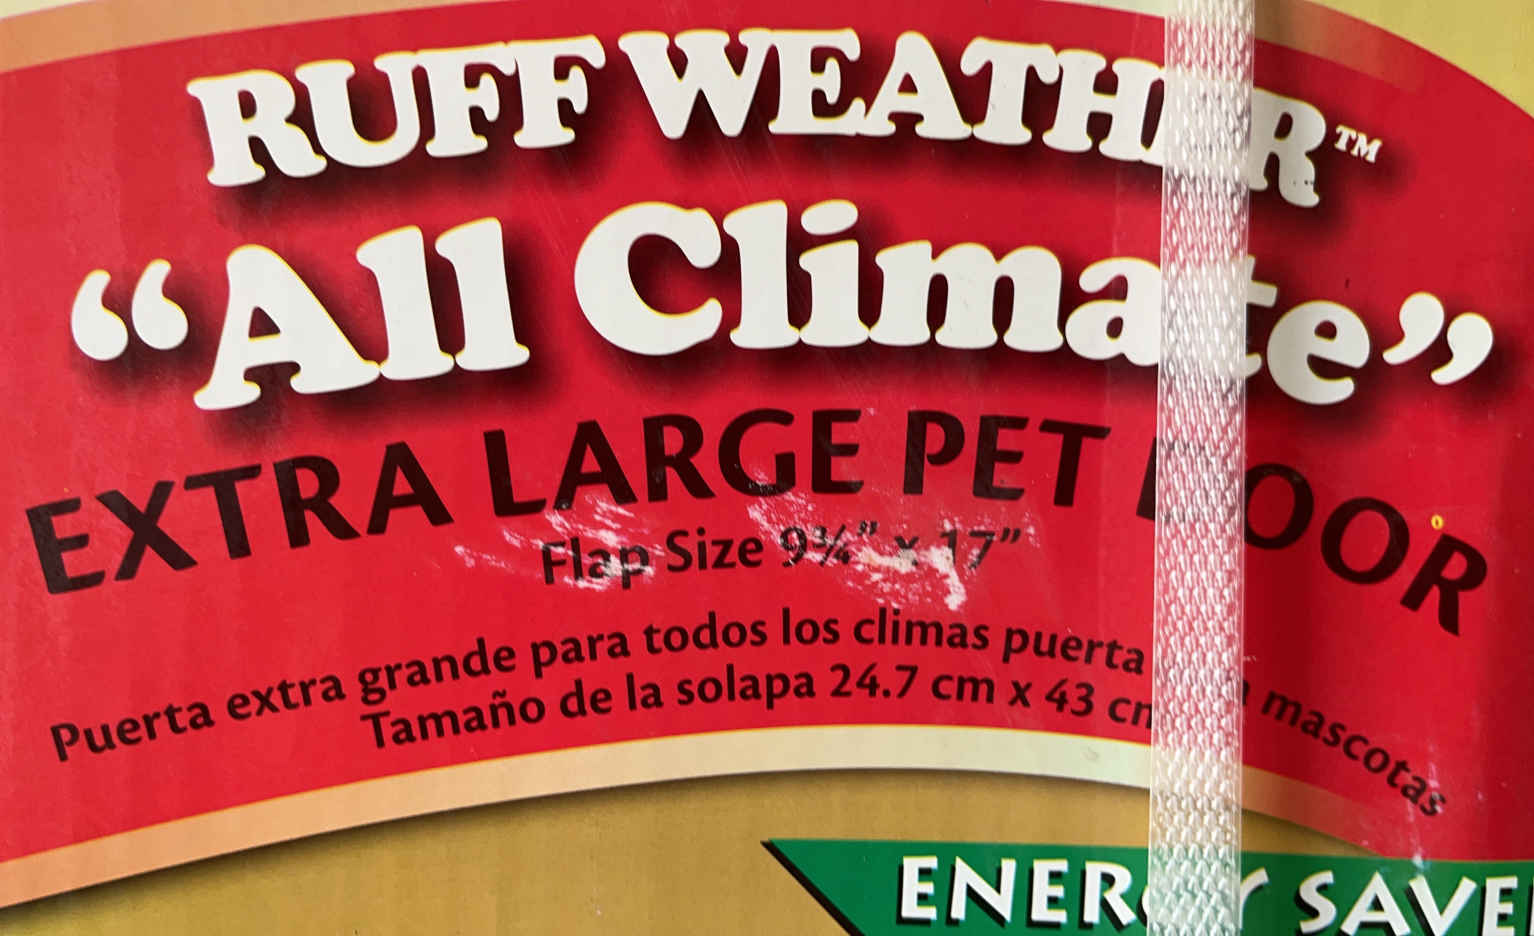 RUFF WEATHER™
“All Climate”
EXTRA LARGE PET DOOR
Flap Size 9¾” x 17”
Puerta extra grande para todos los climas puerta mascotas
Tamaño de la solapa 24.7 cm x 43 cm
ENERGY SAVE